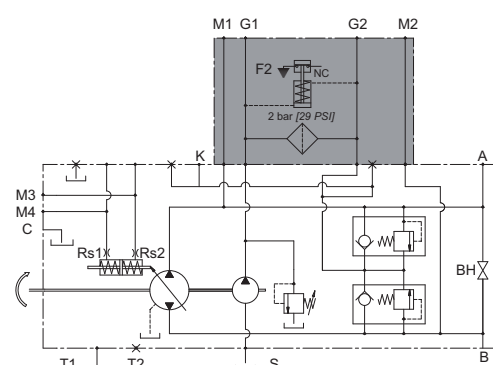 M1 G1 G2 M2
F2
NC
2 bar [29 PSI]
K A
M3
M4
C
Rs1 Rs2
BH
T1 T2 S B